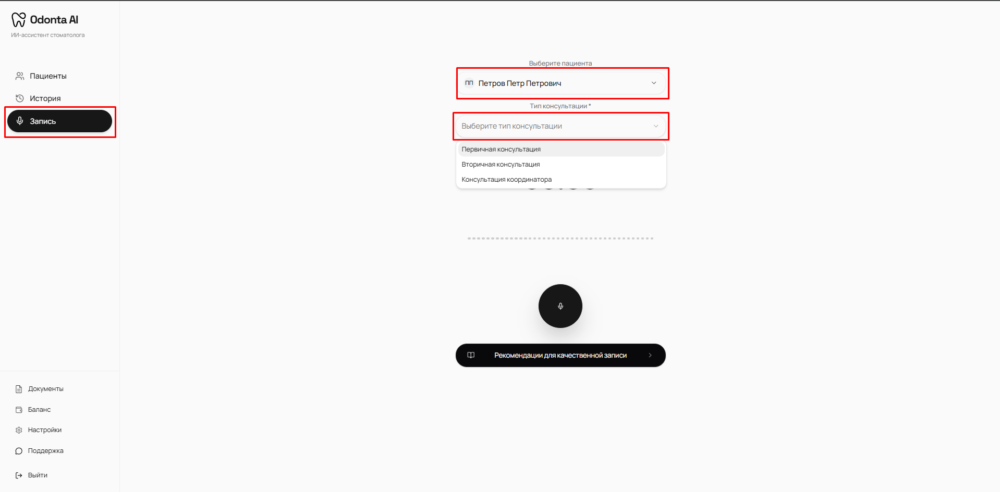 Odonta AI
ИИ-ассистент стоматолога
Пациенты
История
Запись
Документы
Баланс
Настройки
Поддержка
Выйти
Выберите пациента
ПП Петров Петр Петрович
Тип консультации *
Выберите тип консультации
Первичная консультация
Вторичная консультация
Консультация координатора
Рекомендации для качественной записи